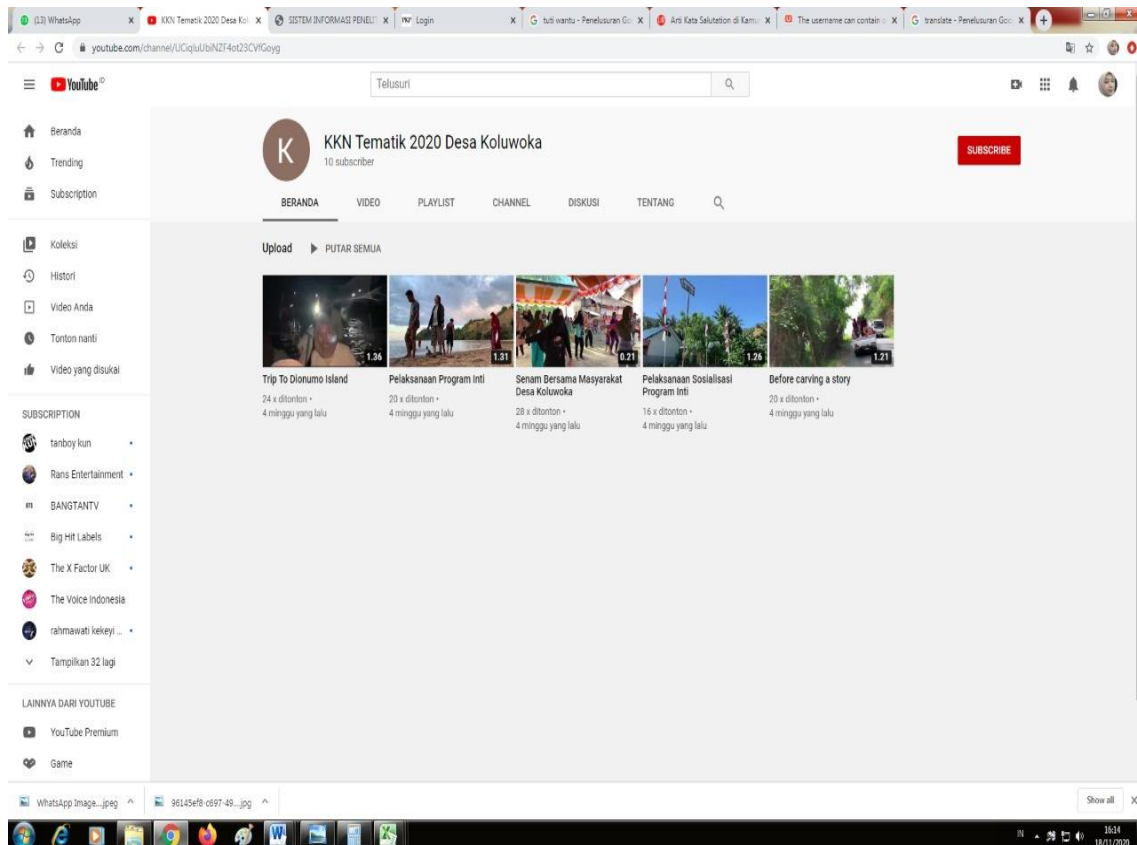 (13) WhatsApp
KKN Tematik 2020 Desa Kol
SISTEM INFORMASI PENELIT
Login
tuti wantu - Penelusuran Go
Arti Kata Salutation di Kamu
The username can contain
translate - Penelusuran Goo
youtube.com/channel/UCiqluUbiNZF4ot23CVfGoyg
YouTube ID
Telusuri
Beranda
Trending
Subscription
Koleksi
Histori
Video Anda
Tonton nanti
Video yang disukai
SUBSCRIPTION
tanboy kun
Rans Entertainment
BANGTANTV
Big Hit Labels
The X Factor UK
The Voice Indonesia
rahmawati kekeyi ...
Tampilkan 32 lagi
LAINNYA DARI YOUTUBE
YouTube Premium
Game
K
KKN Tematik 2020 Desa Koluwoka
10 subscriber
SUBSCRIBE
BERANDA VIDEO PLAYLIST CHANNEL DISKUSI TENTANG
Upload PUTAR SEMUA
1.36
Trip To Dionumo Island
24 x ditonton •
4 minggu yang lalu
1.31
Pelaksanaan Program Inti
20 x ditonton •
4 minggu yang lalu
0.21
Senam Bersama Masyarakat
Desa Koluwoka
28 x ditonton •
4 minggu yang lalu
1.26
Pelaksanaan Sosialisasi
Program Inti
16 x ditonton •
4 minggu yang lalu
1.21
Before carving a story
20 x ditonton •
4 minggu yang lalu
WhatsApp Image....jpeg
96145ef8-c697-49....jpg
Show all
IN
16:14
18/11/2020